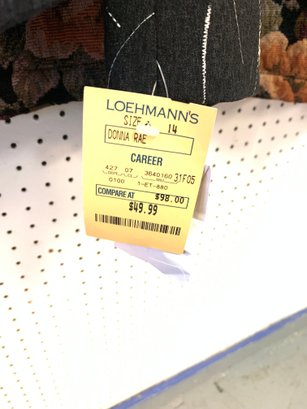 LOEHMANN'S
SIZE 14
DONNA RAE
CAREER
427 07 3640160 31F05
0100 1-ET-880
COMPARE AT $98.00
$49.99